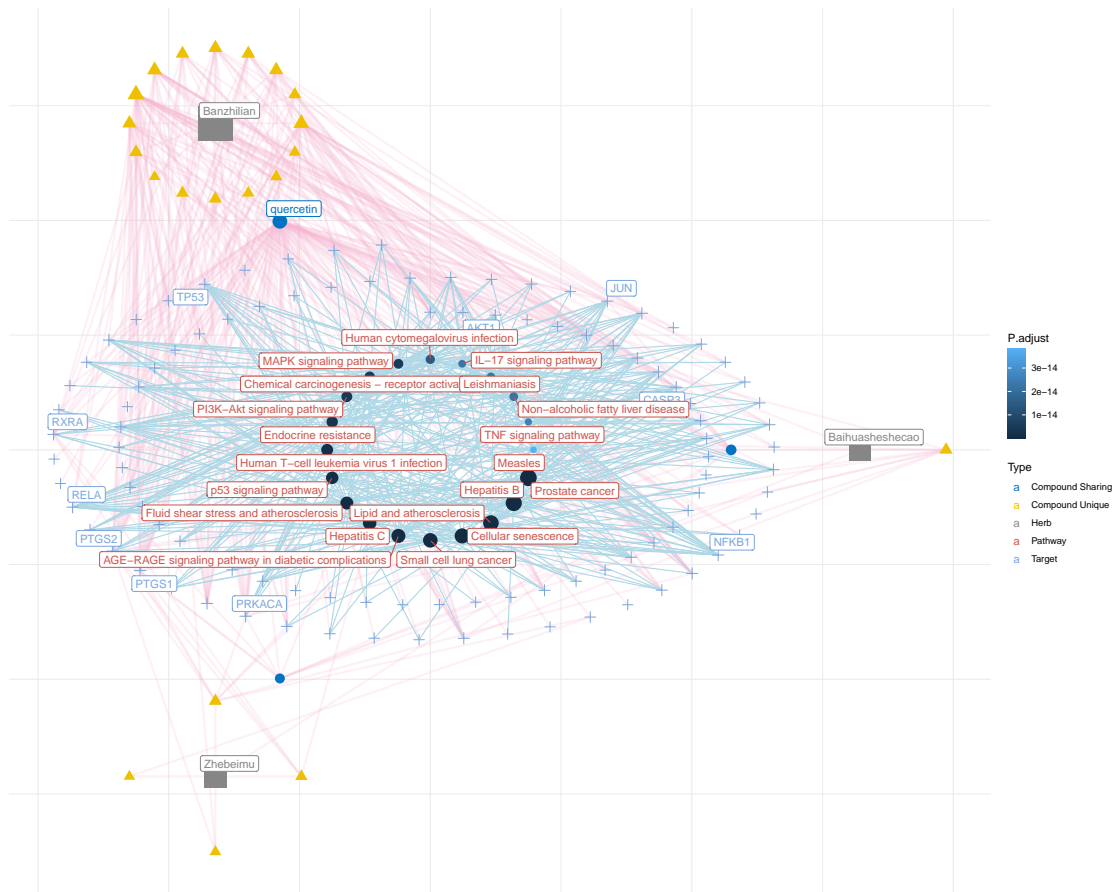 Banzhilian
quercetin
TP53
JUN
AKT1
Human cytomegalovirus infection
MAPK signaling pathway
IL−17 signaling pathway
Chemical carcinogenesis − receptor activa
Leishmaniasis
PI3K−Akt signaling pathway
Non−alcoholic fatty liver disease
CASP3
RXRA
Endocrine resistance
TNF signaling pathway
Baihuasheshecao
Human T−cell leukemia virus 1 infection
Measles
p53 signaling pathway
Hepatitis B
Prostate cancer
RELA
Fluid shear stress and atherosclerosis
Lipid and atherosclerosis
PTGS2
Hepatitis C
Cellular senescence
NFKB1
AGE−RAGE signaling pathway in diabetic complications
Small cell lung cancer
PTGS1
PRKACA
Zhebeimu
P.adjust
3e−14
2e−14
1e−14
Type
a Compound Sharing
a Compound Unique
a Herb
a Pathway
a Target